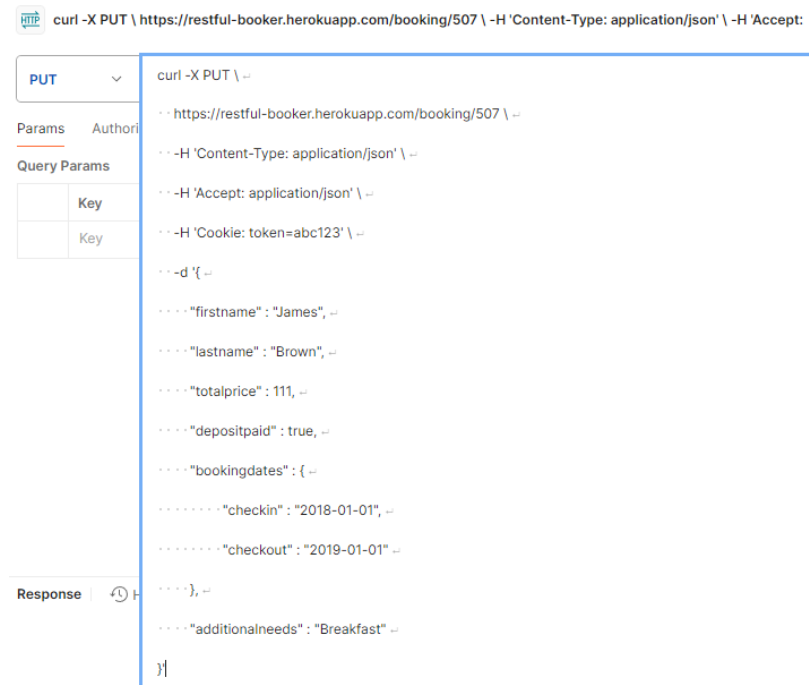 HTTP curl -X PUT \ https://restful-booker.herokuapp.com/booking/507 \ -H 'Content-Type: application/json' \ -H 'Accept:
PUT
Params Authori
Query Params
Key
Key
Response H
curl -X PUT \
https://restful-booker.herokuapp.com/booking/507 \
-H 'Content-Type: application/json' \
-H 'Accept: application/json' \
-H 'Cookie: token=abc123' \
-d '{
"firstname" : "James",
"lastname" : "Brown",
"totalprice" : 111,
"depositpaid" : true,
"bookingdates" : {
"checkin" : "2018-01-01",
"checkout" : "2019-01-01"
},
"additionalneeds" : "Breakfast"
}'